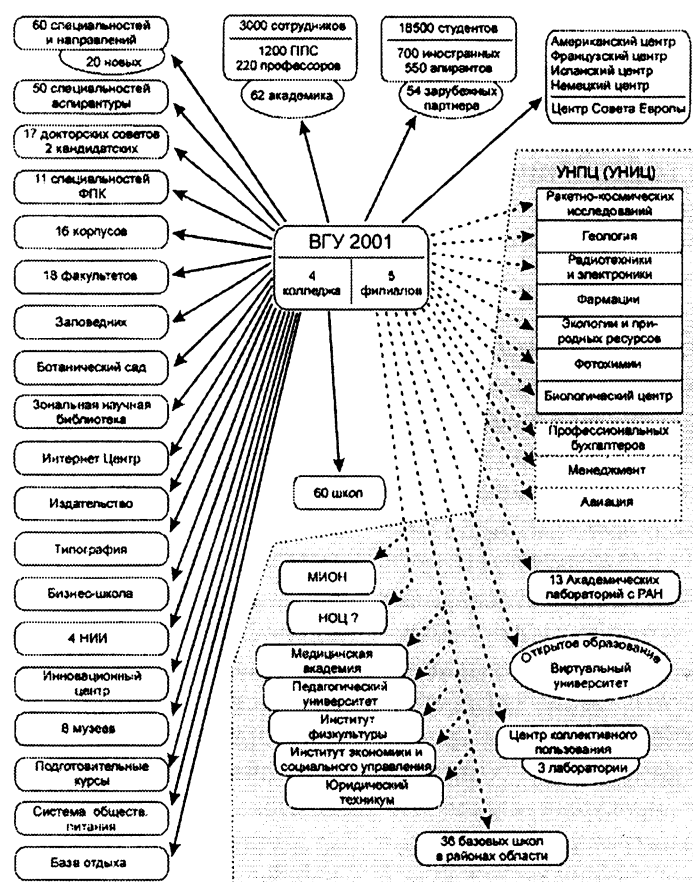 60 специальностей
и направлений
20 новых
3000 сотрудников
1200 ППС
220 профессоров
62 академика
18500 студентов
700 иностранных
550 апирантов
54 зарубежных
партнера
Американский центр
Французский центр
Испанский центр
Немецкий центр
Центр Совета Европы
50 специальностей
аспирантуры
17 докторских советов
2 кандидатских
11 специальностей
ФПК
16 корпусов
18 факультетов
Заповедник
Ботанический сад
Зональная научная
библиотека
Интернет Центр
Издательство
Типография
Бизнес-школа
4 НИИ
Инновационный
центр
8 музеев
Подготовительные
курсы
Система обществ.
питания
База отдыха
ВГУ 2001
4
колледжа
5
филиалов
60 школ
УНПЦ (УНИЦ)
Ракетно-космических
исследований
Геология
Радиотехники
и электроники
Фармации
Экологии и при-
родных ресурсов
Фотохимии
Биологический центр
Профессиональных
бухгалтеров
Менеджмент
Авиация
13 Академических
лабораторий с РАН
Открытое образование
Виртуальный
университет
Центр коллективного
пользования
3 лаборатории
36 базовых школ
в районах области
МИОН
НОЦ ?
Медицинская
академия
Педагогический
университет
Институт
физкультуры
Институт экономики и
социального управления
Юридический
техникум